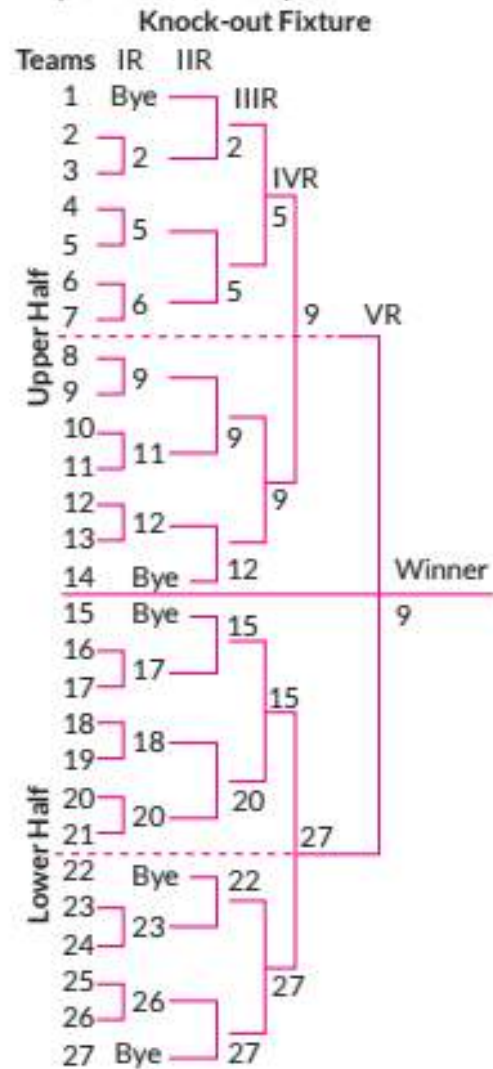 Knock-out Fixture
Teams IR IIR
1 Bye IIIR
2
3 2 2
IVR
4
5 5 5
6
7 6 5
9 VR
Upper Half
8
9 9
10
11 11 9
9
12
13 12
14 Bye 12
Winner
15 Bye 15
9
16
17 17
15
18
19 18
20
20
21 20
27
Lower Half
22 Bye 22
23
24 23
25
26 26
27
27 Bye 27